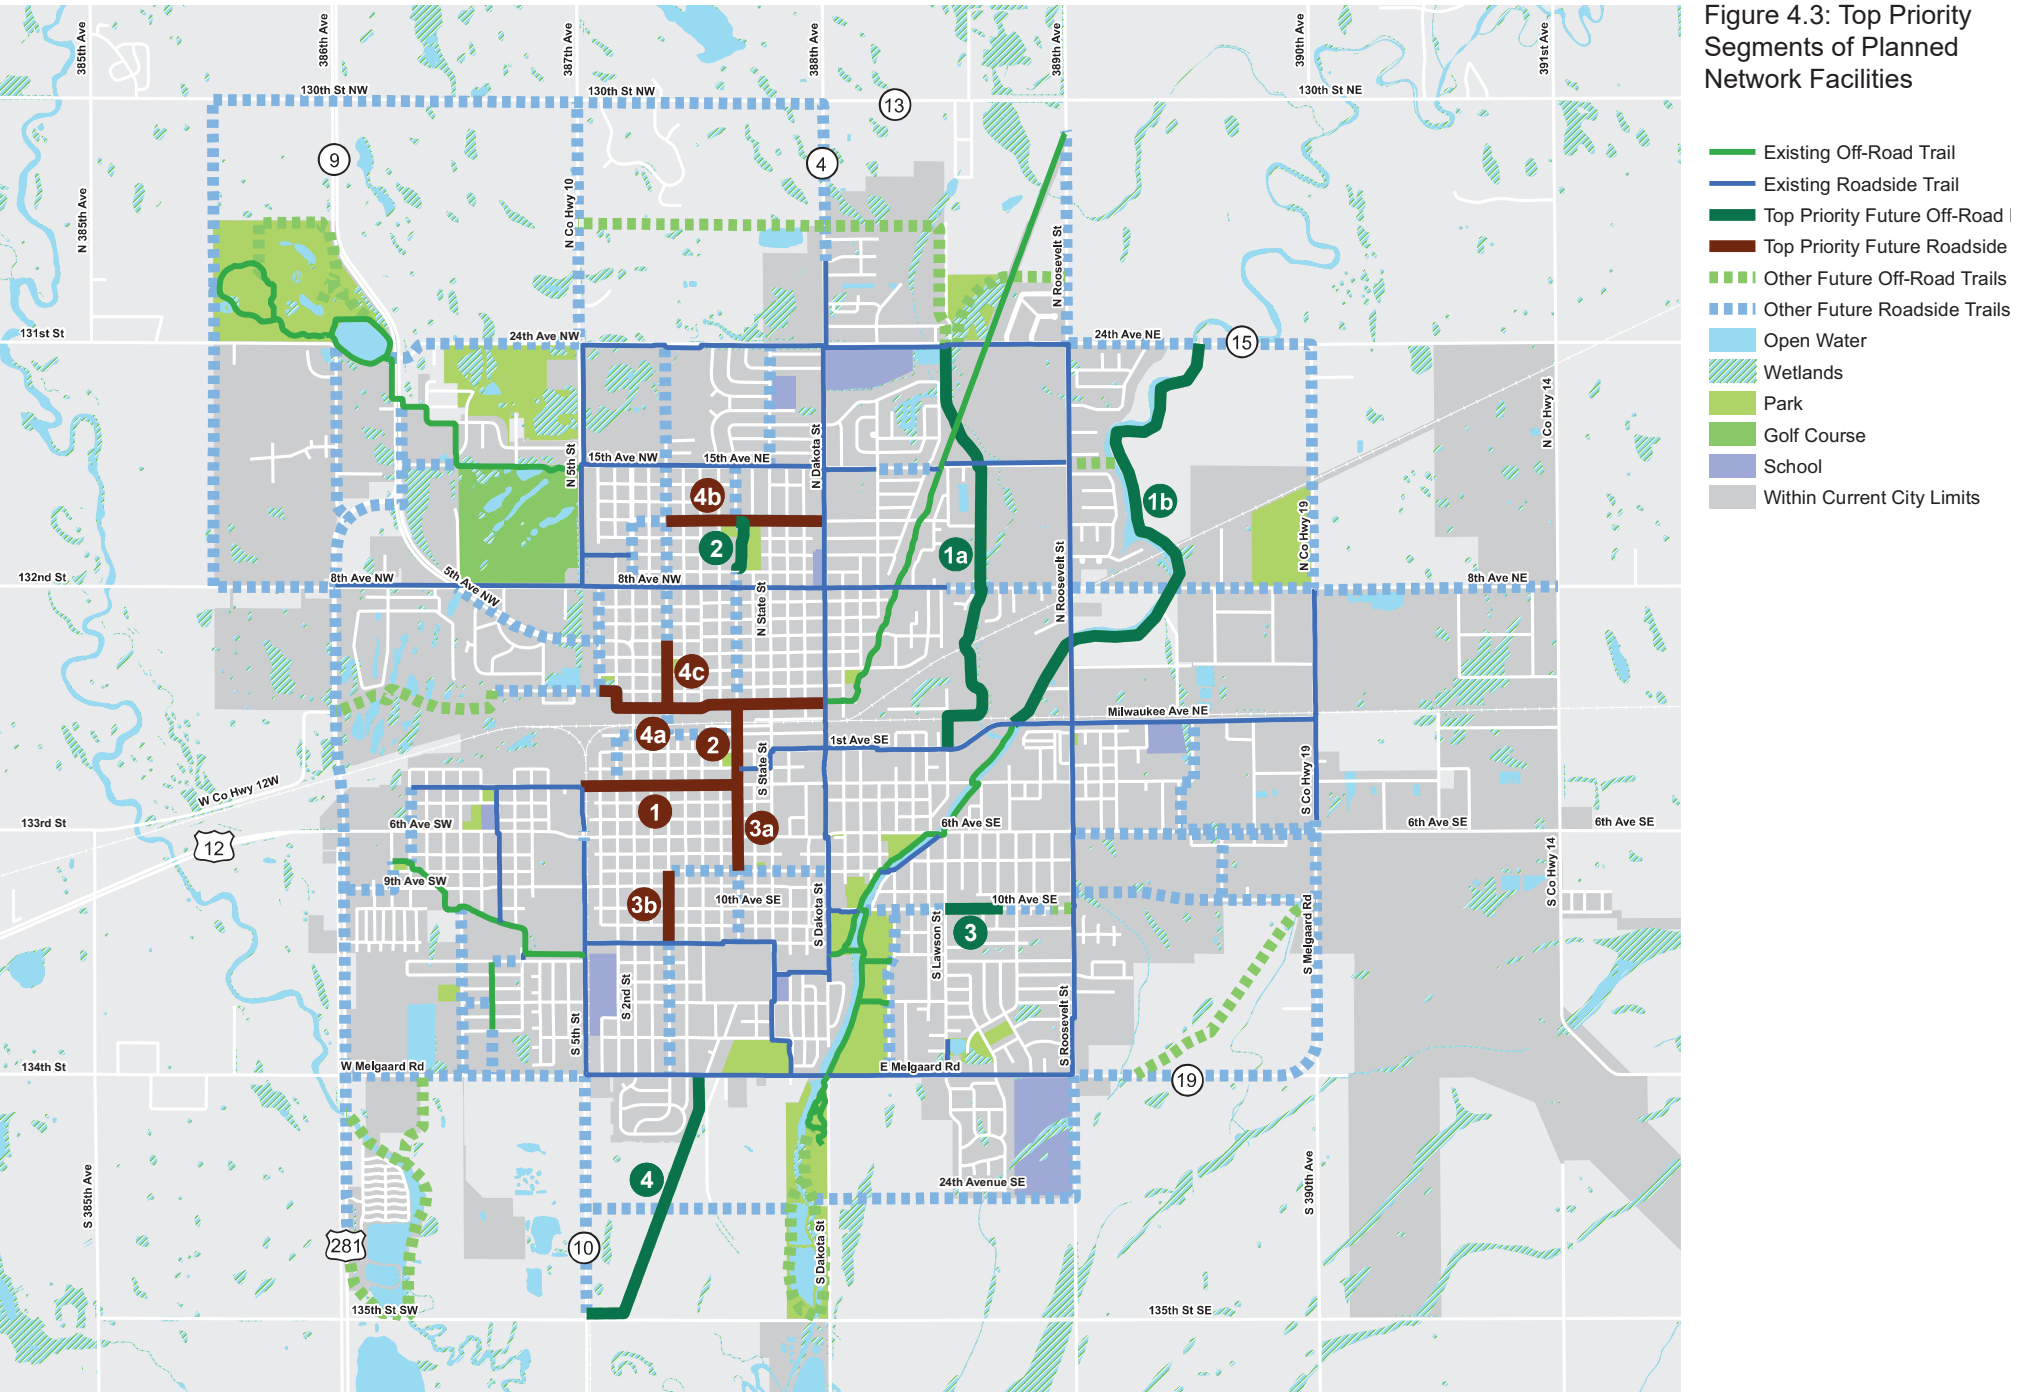 Figure 4.3: Top Priority
Segments of Planned
Network Facilities
Existing Off-Road Trail
Existing Roadside Trail
Top Priority Future Off-Road
Top Priority Future Roadside
Other Future Off-Road Trails
Other Future Roadside Trails
Open Water
Wetlands
Park
Golf Course
School
Within Current City Limits
385th Ave
386th Ave
387th Ave
388th Ave
389th Ave
390th Ave
391st Ave
130th St NW
130th St NW
130th St NE
13
9
4
N 385th Ave
N Co Hwy 10
N Roosevelt St
131st St
24th Ave NW
24th Ave NE
15
N Co Hwy 14
N 5th St
15th Ave NW
15th Ave NE
N Dakota St
4b
1b
2
1a
N Roosevelt St
N Co Hwy 19
132nd St
8th Ave NW
5th Ave NW
8th Ave NW
8th Ave NE
N State St
4c
4a
2
Milwaukee Ave NE
1st Ave SE
S State St
S Co Hwy 19
W Co Hwy 12W
1
3a
133rd St
12
6th Ave SW
6th Ave SE
6th Ave SE
6th Ave SE
S Co Hwy 14
9th Ave SW
3b
10th Ave SE
10th Ave SE
S Dakota St
S Lawson St
3
S Melgaard Rd
S 2nd St
S 5th St
S Roosevelt St
134th St
W Melgaard Rd
E Melgaard Rd
19
S 385th Ave
4
24th Avenue SE
S 390th Ave
281
10
S Dakota St
135th St SW
135th St SE